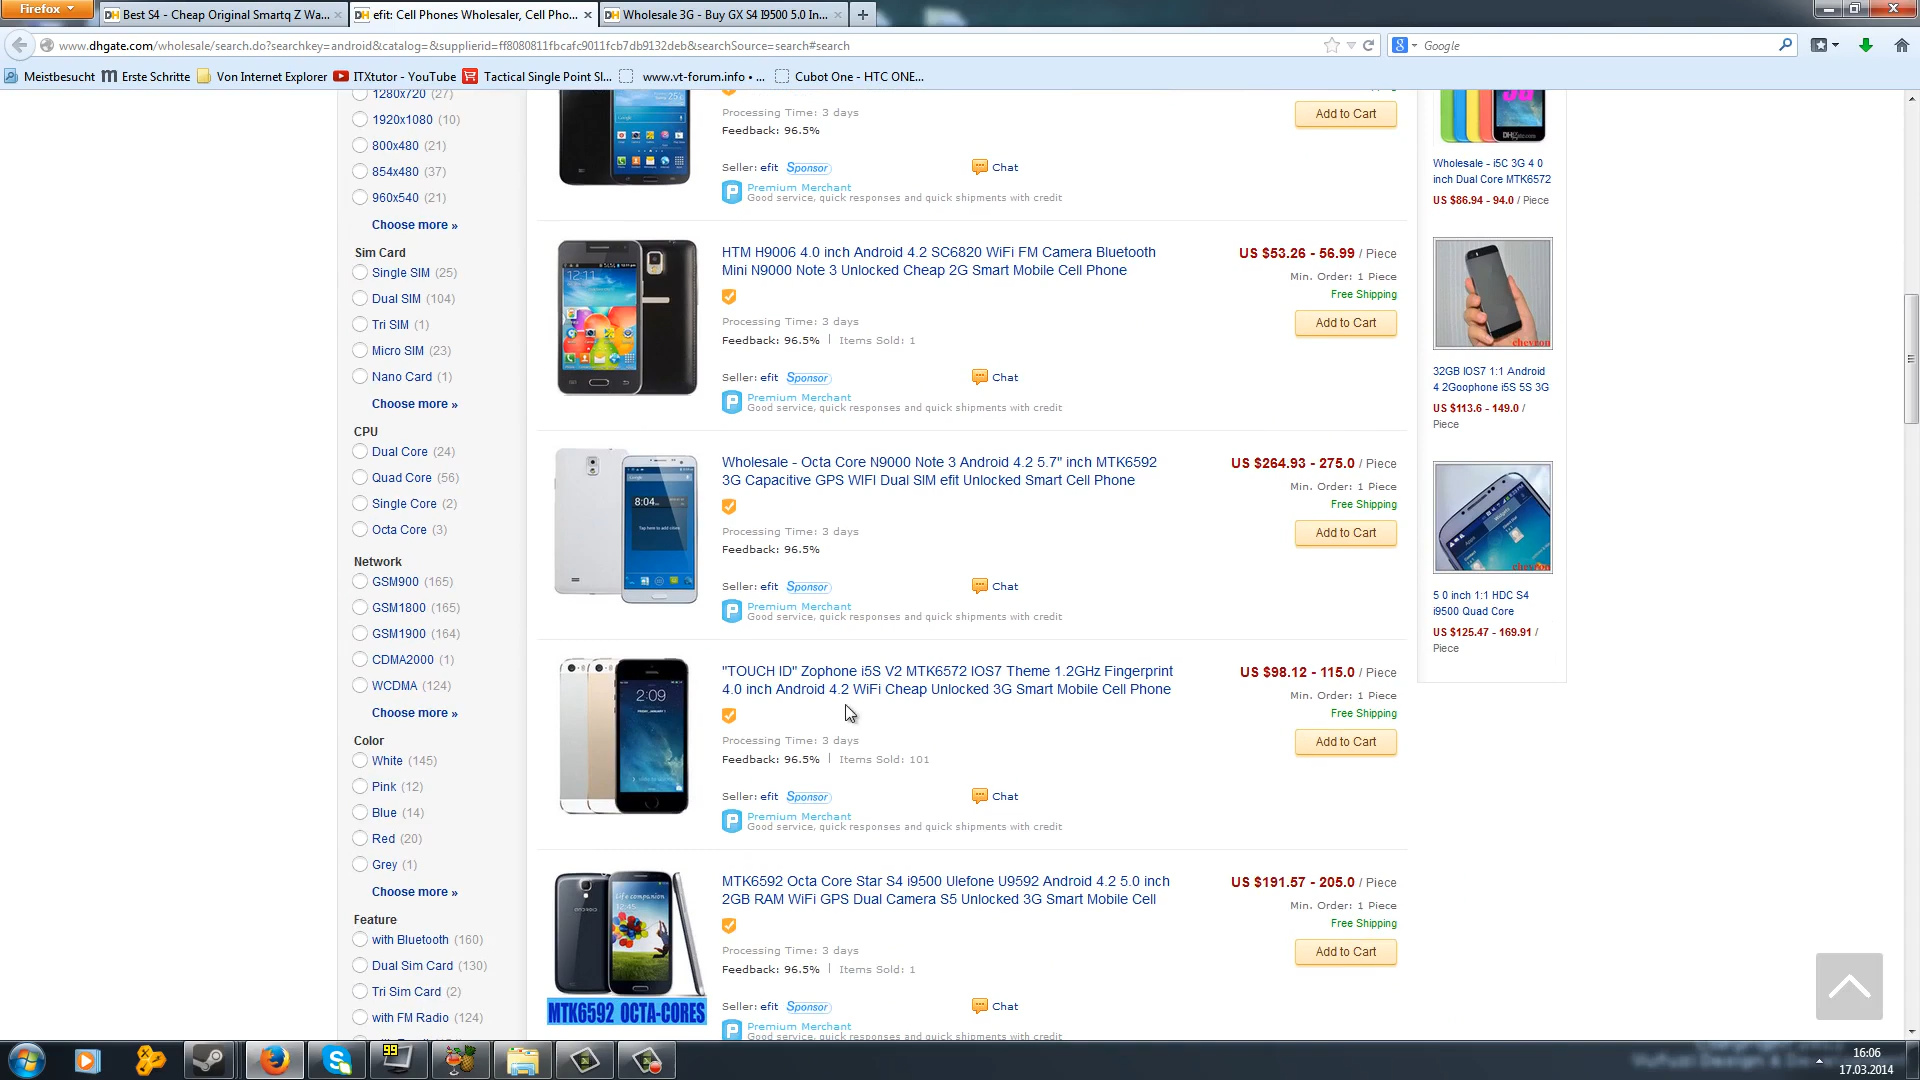 Firefox
Best S4 - Cheap Original Smartq Z Wa...
efit: Cell Phones Wholesaler, Cell Pho...
Wholesale 3G - Buy GX S4 I9500 5.0 In...
www.dhgate.com/wholesale/search.do?searchkey=android&catalog=&supplierid=ff8080811fbcafc9011fcb7db9132deb&searchSource=search#search
Google
Meistbesucht
Erste Schritte
Von Internet Explorer
ITXtutor - YouTube
Tactical Single Point Sl...
www.vt-forum.info • ...
Cubot One - HTC ONE...
1280x720 (27)
1920x1080 (10)
800x480 (21)
854x480 (37)
960x540 (21)
Choose more »
Sim Card
Single SIM (25)
Dual SIM (104)
Tri SIM (1)
Micro SIM (23)
Nano Card (1)
Choose more »
CPU
Dual Core (24)
Quad Core (56)
Single Core (2)
Octa Core (3)
Network
GSM900 (165)
GSM1800 (165)
GSM1900 (164)
CDMA2000 (1)
WCDMA (124)
Choose more »
Color
White (145)
Pink (12)
Blue (14)
Red (20)
Grey (1)
Choose more »
Feature
with Bluetooth (160)
Dual Sim Card (130)
Tri Sim Card (2)
with FM Radio (124)
Processing Time: 3 days
Feedback: 96.5%
Add to Cart
Seller: efit Sponsor
Chat
Premium Merchant
Good service, quick responses and quick shipments with credit
HTM H9006 4.0 inch Android 4.2 SC6820 WiFi FM Camera Bluetooth
Mini N9000 Note 3 Unlocked Cheap 2G Smart Mobile Cell Phone
US $53.26 - 56.99 / Piece
Min. Order: 1 Piece
Free Shipping
Add to Cart
Processing Time: 3 days
Feedback: 96.5% | Items Sold: 1
Seller: efit Sponsor
Chat
Premium Merchant
Good service, quick responses and quick shipments with credit
Wholesale - Octa Core N9000 Note 3 Android 4.2 5.7" inch MTK6592
3G Capacitive GPS WIFI Dual SIM efit Unlocked Smart Cell Phone
US $264.93 - 275.0 / Piece
Min. Order: 1 Piece
Free Shipping
Add to Cart
8:04
Processing Time: 3 days
Feedback: 96.5%
Seller: efit Sponsor
Chat
Premium Merchant
Good service, quick responses and quick shipments with credit
"TOUCH ID" Zophone i5S V2 MTK6572 IOS7 Theme 1.2GHz Fingerprint
4.0 inch Android 4.2 WiFi Cheap Unlocked 3G Smart Mobile Cell Phone
US $98.12 - 115.0 / Piece
Min. Order: 1 Piece
Free Shipping
Add to Cart
2:09
Processing Time: 3 days
Feedback: 96.5% | Items Sold: 101
Seller: efit Sponsor
Chat
Premium Merchant
Good service, quick responses and quick shipments with credit
MTK6592 Octa Core Star S4 i9500 Ulefone U9592 Android 4.2 5.0 inch
2GB RAM WiFi GPS Dual Camera S5 Unlocked 3G Smart Mobile Cell
US $191.57 - 205.0 / Piece
Min. Order: 1 Piece
Free Shipping
Add to Cart
Life companion
MTK6592 OCTA-CORES
Processing Time: 3 days
Feedback: 96.5% | Items Sold: 1
Seller: efit Sponsor
Chat
Premium Merchant
Good service, quick responses and quick shipments with credit
Wholesale - i5C 3G 4 0
inch Dual Core MTK6572
US $86.94 - 94.0 / Piece
chevron
32GB IOS7 1:1 Android
4 2Goophone i5S 5S 3G
US $113.6 - 149.0 /
Piece
chevron
5 0 inch 1:1 HDC S4
i9500 Quad Core
US $125.47 - 169.91 /
Piece
99
16:06
17.03.2014